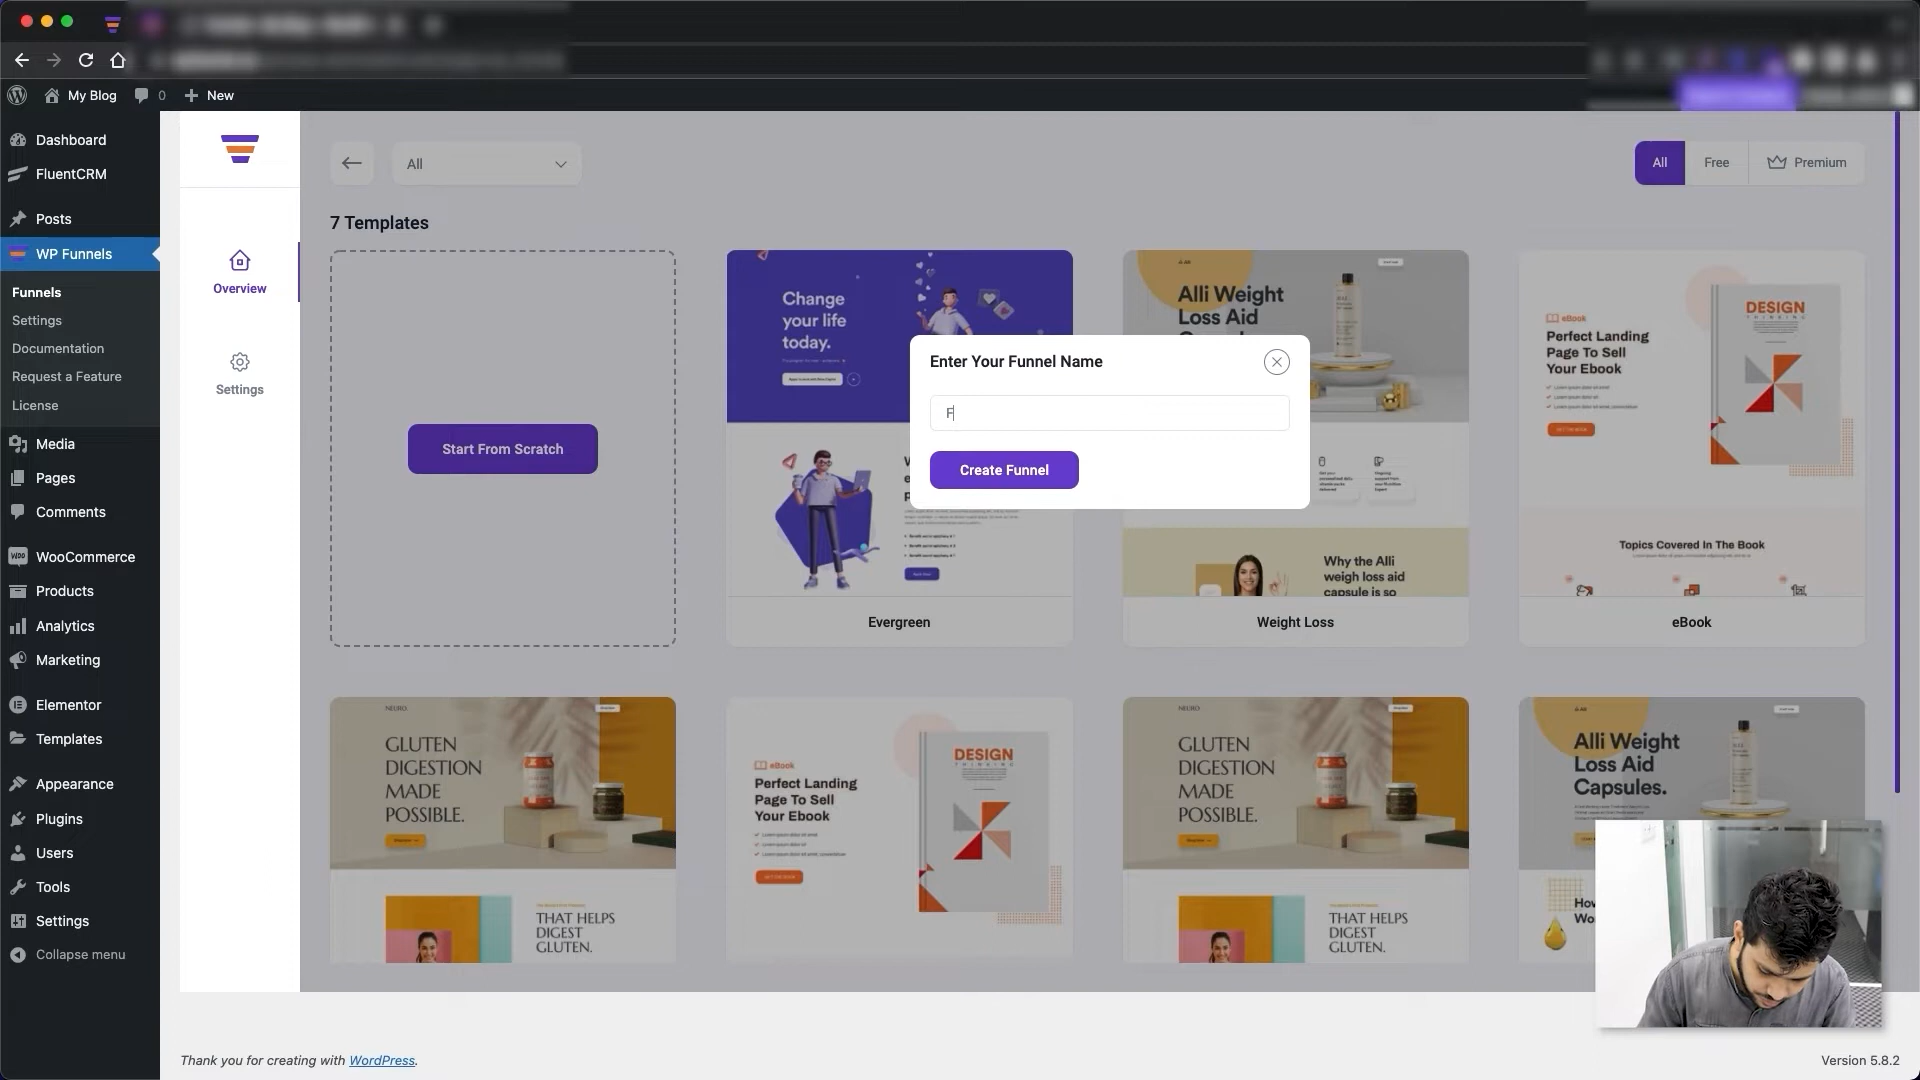 My Blog
0
New
Dashboard
FluentCRM
Posts
WP Funnels
Funnels
Settings
Documentation
Request a Feature
License
Media
Pages
Comments
WooCommerce
Products
Analytics
Marketing
Elementor
Templates
Appearance
Plugins
Users
Tools
Settings
Collapse menu
Overview
Settings
All
All
Free
Premium
7 Templates
Start From Scratch
Change
your life
today.
Evergreen
Alli Weight
Loss Aid
Why the Alli
weigh loss aid
capsule is so
Weight Loss
eBook
Perfect Landing
Page To Sell
Your Ebook
DESIGN
THINKING
Topics Covered In The Book
eBook
Enter Your Funnel Name
F
Create Funnel
NEURO.
GLUTEN
DIGESTION
MADE
POSSIBLE.
THAT HELPS
DIGEST
GLUTEN.
eBook
Perfect Landing
Page To Sell
Your Ebook
DESIGN
THINKING
NEURO.
GLUTEN
DIGESTION
MADE
POSSIBLE.
THAT HELPS
DIGEST
GLUTEN.
Alli Weight
Loss Aid
Capsules.
Thank you for creating with WordPress.
Version 5.8.2